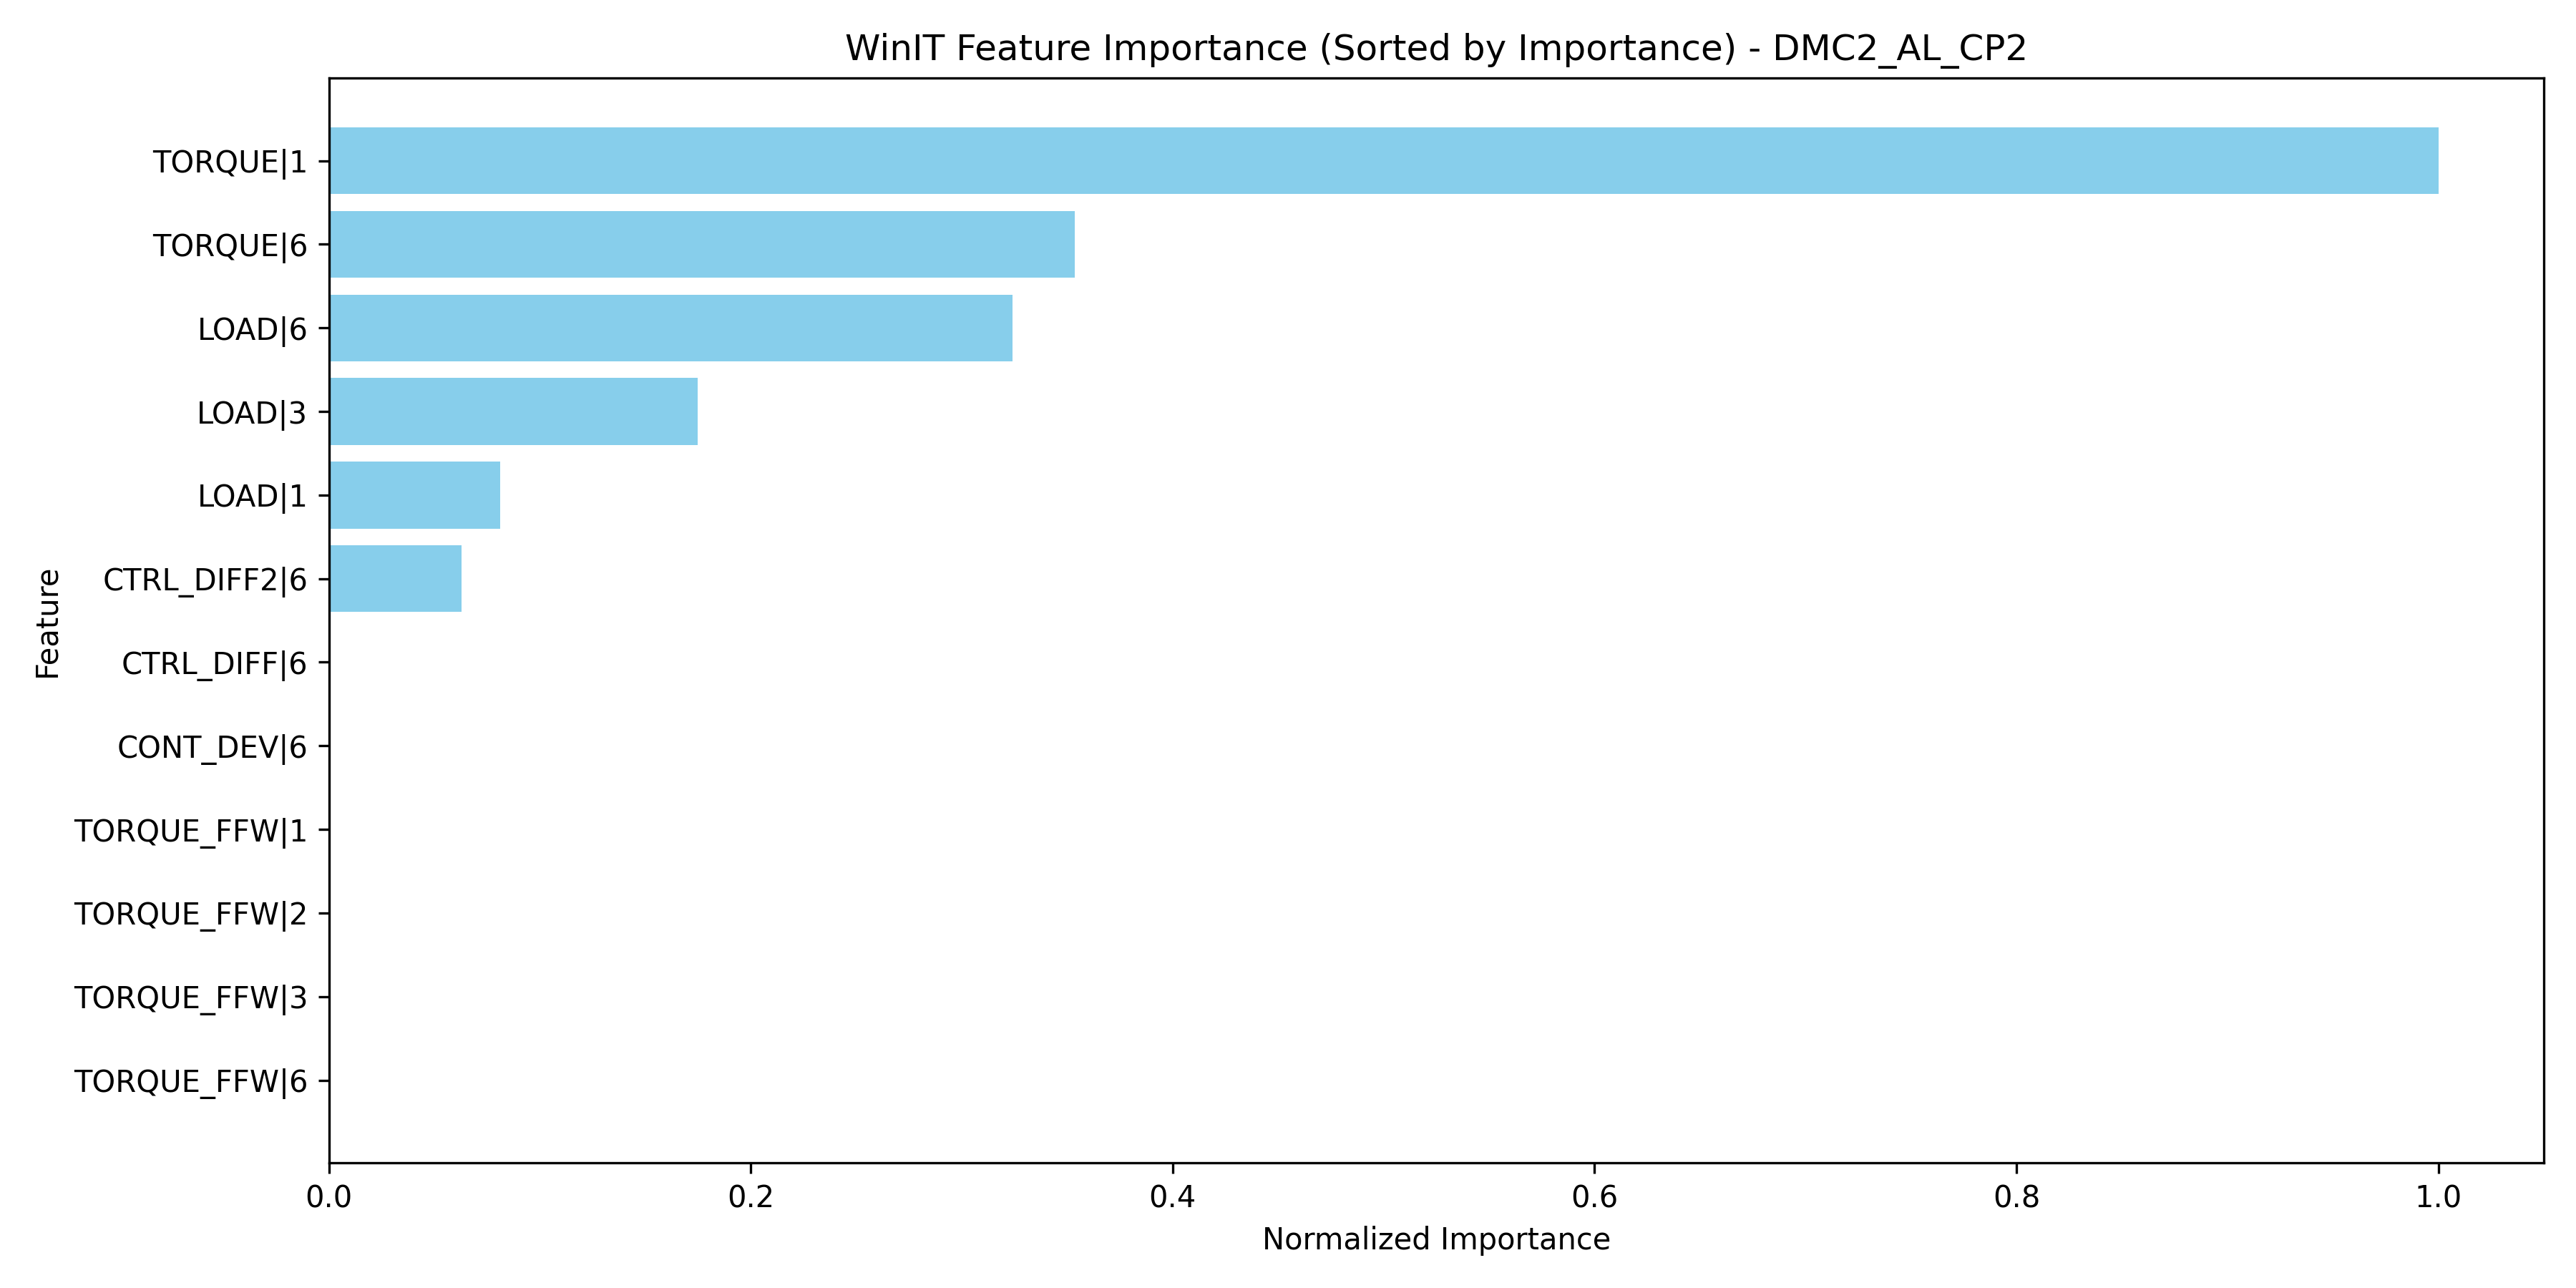 WinIT Feature Importance (Sorted by Importance) - DMC2_AL_CP2
TORQUE|1
TORQUE|6
LOAD|6
LOAD|3
LOAD|1
CTRL_DIFF2|6
CTRL_DIFF|6
CONT_DEV|6
TORQUE_FFW|1
TORQUE_FFW|2
TORQUE_FFW|3
TORQUE_FFW|6
Feature
0.0 0.2 0.4 0.6 0.8 1.0
Normalized Importance